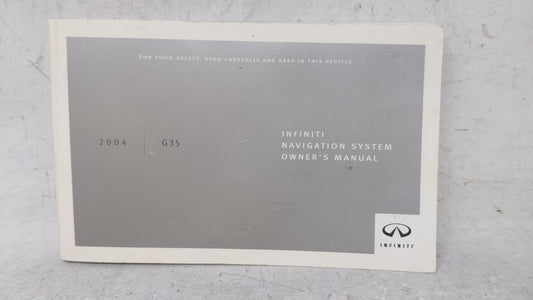 FOR YOUR SAFETY, READ CAREFULLY AND KEEP IN THIS VEHICLE.
2004 | G35
INFINITI
NAVIGATION SYSTEM
OWNER'S MANUAL
INFINITI